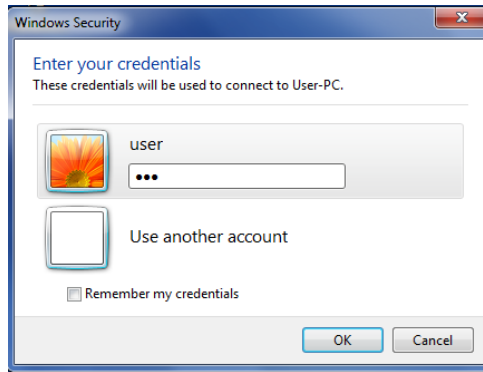 Windows Security
Enter your credentials
These credentials will be used to connect to User-PC.
user
•••
Use another account
Remember my credentials
OK
Cancel